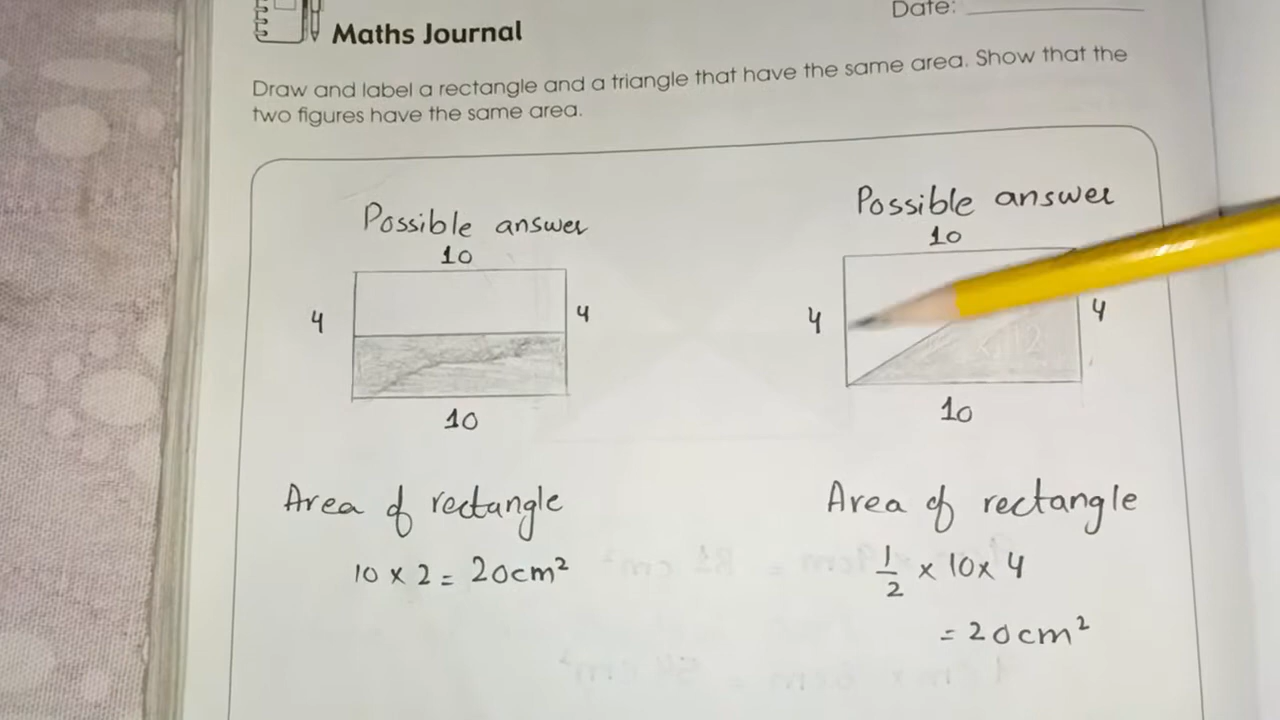 Maths Journal
Date:
Draw and label a rectangle and a triangle that have the same area. Show that the
two figures have the same area.
Possible answer
10
4
4
10
Area of rectangle
10 x 2 = 20cm²
Possible answer
10
4
4
10
Area of rectangle
1/2 x 10 x 4
= 20cm²